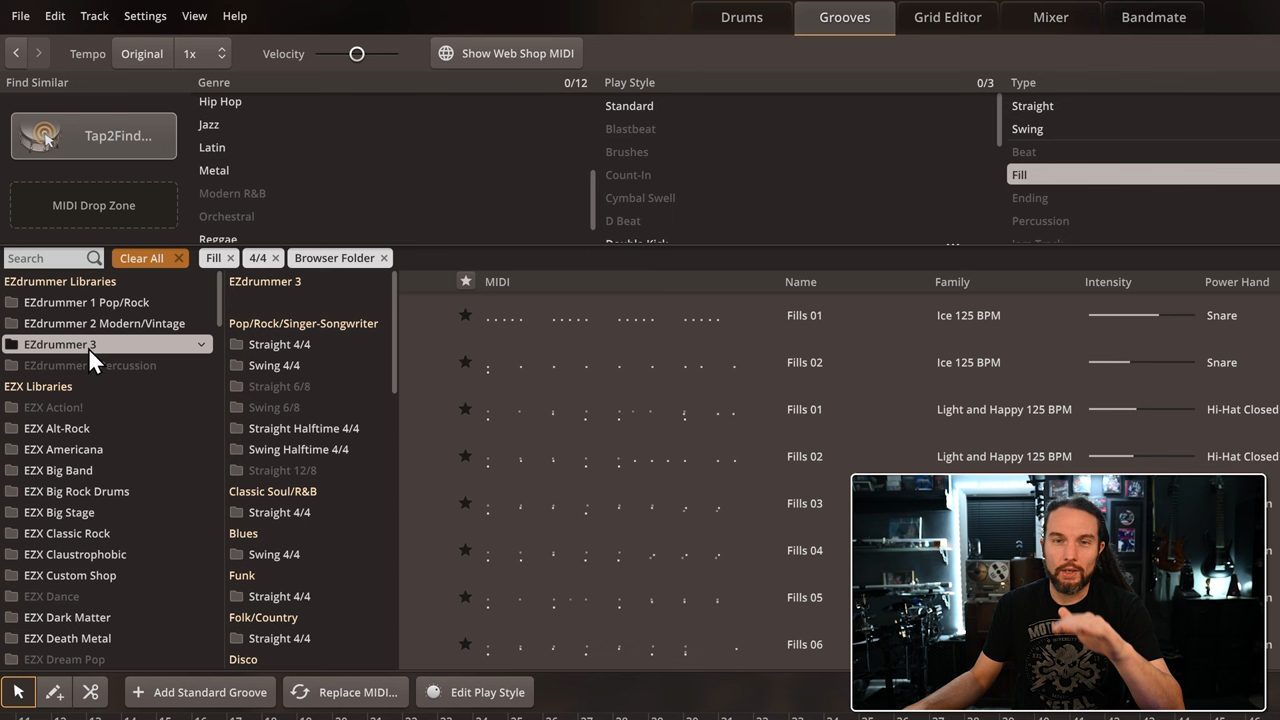 File Edit Track Settings View Help
Drums Grooves Grid Editor Mixer Bandmate
Tempo Original 1x Velocity Show Web Shop MIDI
Find Similar Genre 0/12 Play Style 0/3 Type
Tap2Find...
MIDI Drop Zone
Hip Hop
Jazz
Latin
Metal
Modern R&B
Orchestral
Reggae
Standard
Blastbeat
Brushes
Count-In
Cymbal Swell
D Beat
Double Kick
Straight
Swing
Beat
Fill
Ending
Percussion
Search Clear All Fill 4/4 Browser Folder
EZdrummer Libraries
EZdrummer 1 Pop/Rock
EZdrummer 2 Modern/Vintage
EZdrummer 3
EZX Libraries
EZX Action!
EZX Alt-Rock
EZX Americana
EZX Big Band
EZX Big Rock Drums
EZX Big Stage
EZX Classic Rock
EZX Claustrophobic
EZX Custom Shop
EZX Dance
EZX Dark Matter
EZX Death Metal
EZX Dream Pop
EZdrummer 3
Pop/Rock/Singer-Songwriter
Straight 4/4
Swing 4/4
Straight 6/8
Swing 6/8
Straight Halftime 4/4
Swing Halftime 4/4
Straight 12/8
Classic Soul/R&B
Straight 4/4
Blues
Swing 4/4
Funk
Straight 4/4
Folk/Country
Straight 4/4
Disco
MIDI Name Family Intensity Power Hand
Fills 01 Ice 125 BPM Snare
Fills 02 Ice 125 BPM Snare
Fills 01 Light and Happy 125 BPM Hi-Hat Closed
Fills 02 Light and Happy 125 BPM Hi-Hat Closed
Fills 03
Fills 04
Fills 05
Fills 06
Add Standard Groove Replace MIDI... Edit Play Style